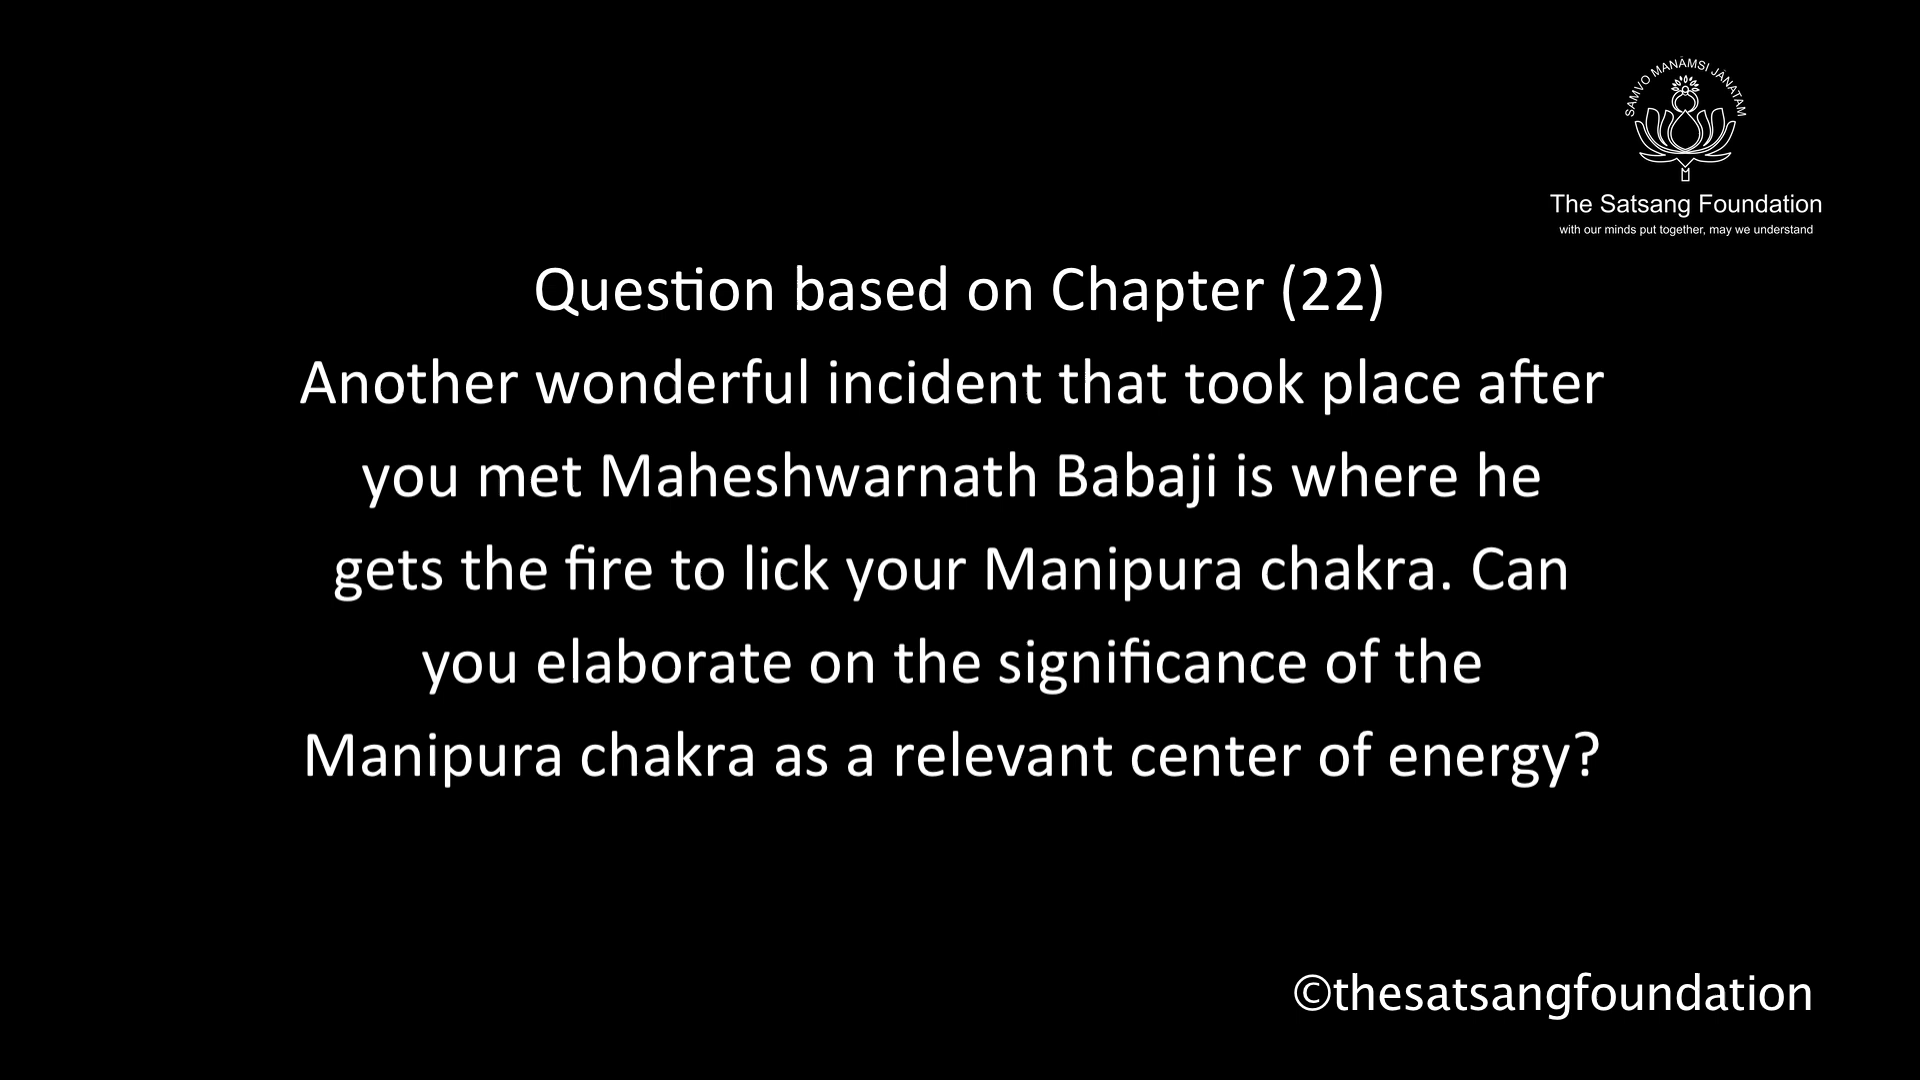 SAMVO MANĀMSI JĀNATAM
The Satsang Foundation
with our minds put together, may we understand
Question based on Chapter (22)
Another wonderful incident that took place after
you met Maheshwarnath Babaji is where he
gets the fire to lick your Manipura chakra. Can
you elaborate on the significance of the
Manipura chakra as a relevant center of energy?
©thesatsangfoundation